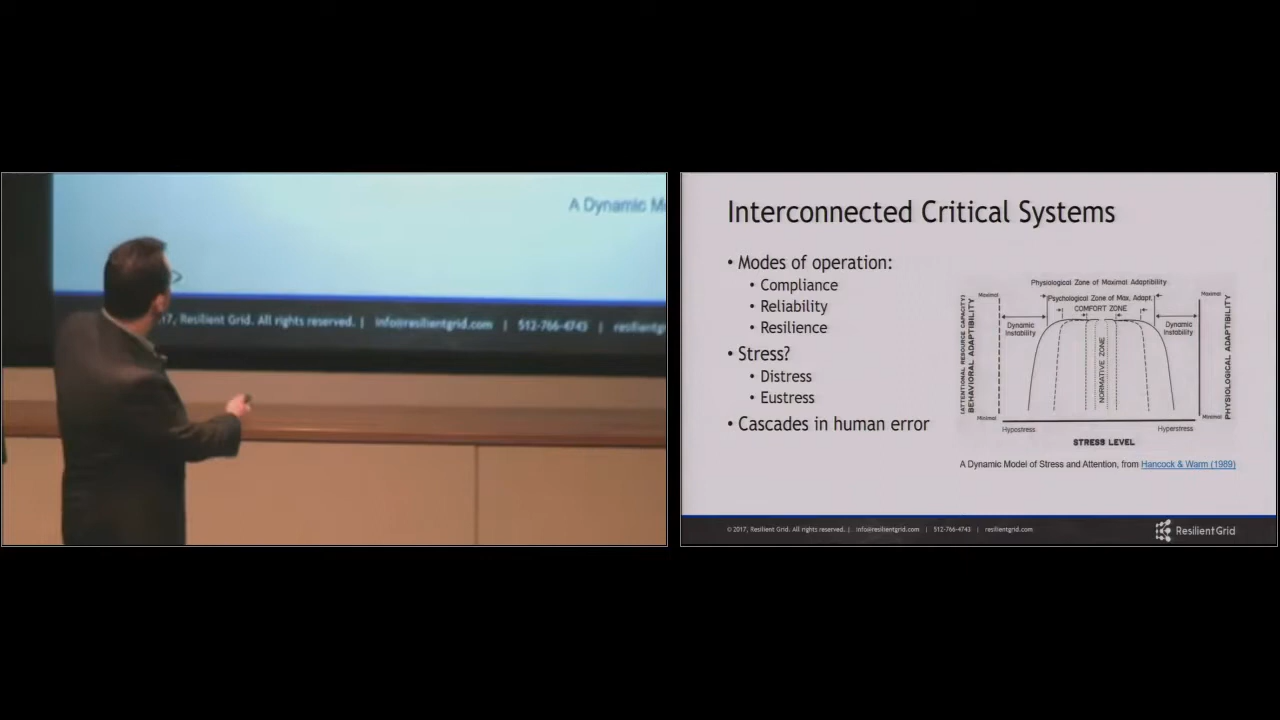 A Dynamic M
17, Resilient Grid. All rights reserved. | info@resilientgrid.com | 512-766-4743 | resilientgr
Interconnected Critical Systems
• Modes of operation:
• Compliance
• Reliability
• Resilience
• Stress?
• Distress
• Eustress
• Cascades in human error
Physiological Zone of Maximal Adaptibility
Maximal
Psychological Zone of Max. Adapt.
Maximal
COMFORT ZONE
Dynamic
Instability
Dynamic
Instability
(ATTENTIONAL RESOURCE CAPACITY)
BEHAVIORAL ADAPTIBILITY
NORMATIVE ZONE
PHYSIOLOGICAL ADAPTIBILITY
Minimal
Minimal
Hypostress
Hyperstress
STRESS LEVEL
A Dynamic Model of Stress and Attention, from Hancock & Warm (1989)
© 2017, Resilient Grid. All rights reserved. | info@resilientgrid.com | 512-766-4743 | resilientgrid.com
ResilientGrid